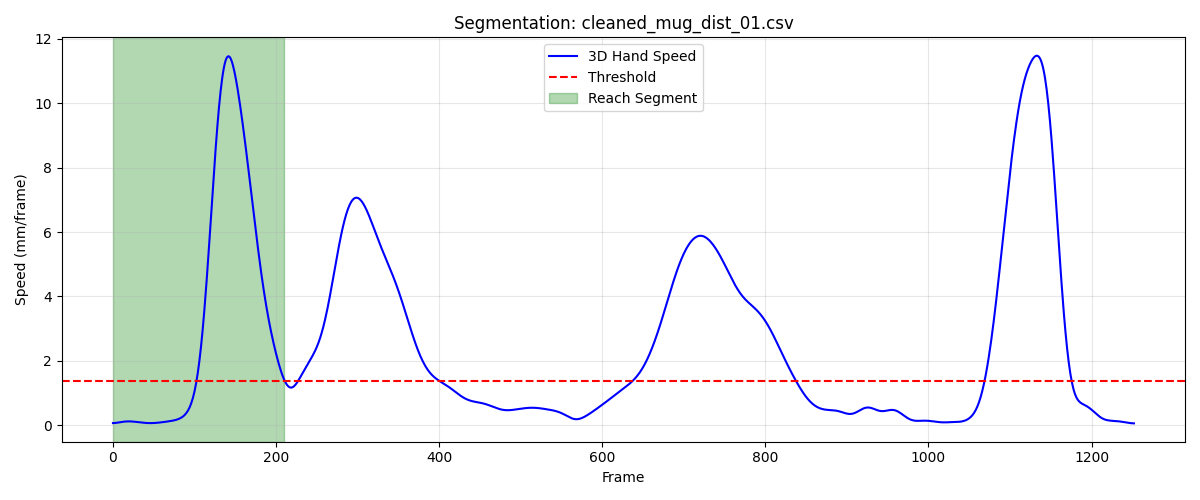 Segmentation: cleaned_mug_dist_01.csv
12
10
8
6
4
2
0
Speed (mm/frame)
3D Hand Speed
Threshold
Reach Segment
0 200 400 600 800 1000 1200
Frame